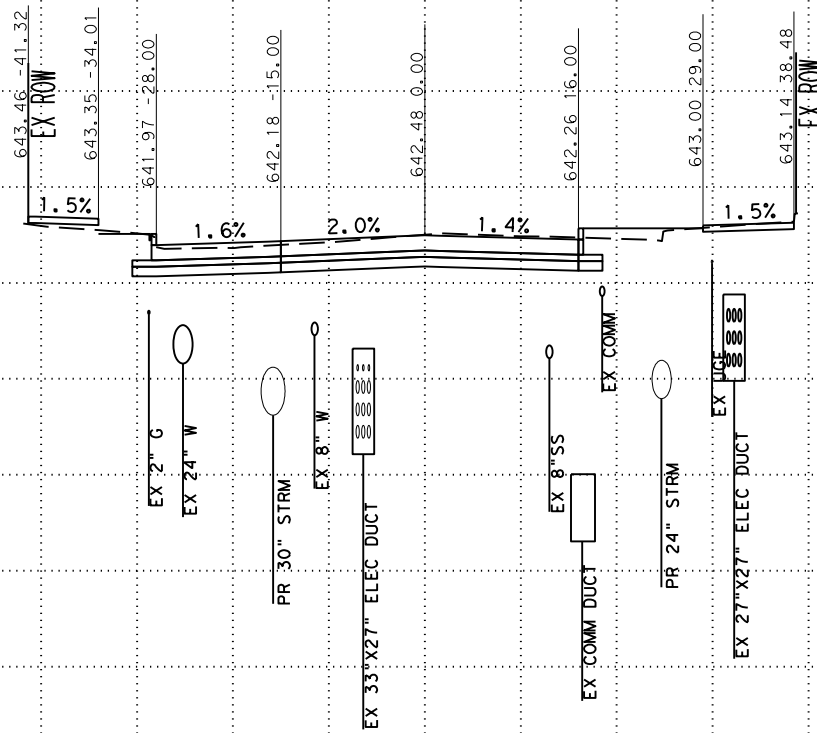 643.46 -41.32
EX ROW
643.35 -34.01
641.97 -28.00
642.18 -15.00
642.48 0.00
642.26 16.00
643.00 29.00
643.14 38.48
EX ROW
1.5%
1.6%
2.0%
1.4%
1.5%
EX 2" G
EX 24" W
PR 30" STRM
EX 8" W
EX 33"X27" ELEC DUCT
EX 8"SS
EX COMM DUCT
EX COMM
PR 24" STRM
EX UGE
EX 27"X27" ELEC DUCT